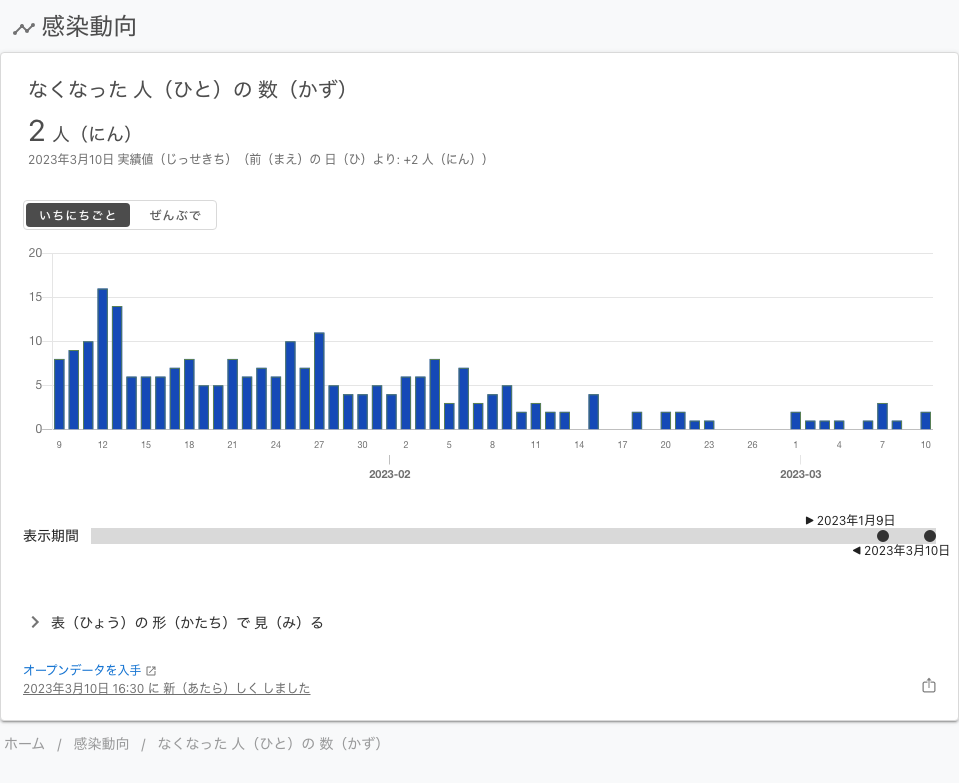 感染動向
なくなった 人（ひと）の 数（かず）
2 人（にん）
2023年3月10日 実績値（じっせきち）（前（まえ）の 日（ひ）より: +2 人（にん））
いちにちごと ぜんぶで
20
15
10
5
0
9 12 15 18 21 24 27 30 2 5 8 11 14 17 20 23 26 1 4 7 10
2023-02 2023-03
▶ 2023年1月9日
表示期間
◀ 2023年3月10日
表（ひょう）の 形（かたち）で 見（み）る
オープンデータを入手
2023年3月10日 16:30 に 新（あたら）しく しました
ホーム / 感染動向 / なくなった 人（ひと）の 数（かず）